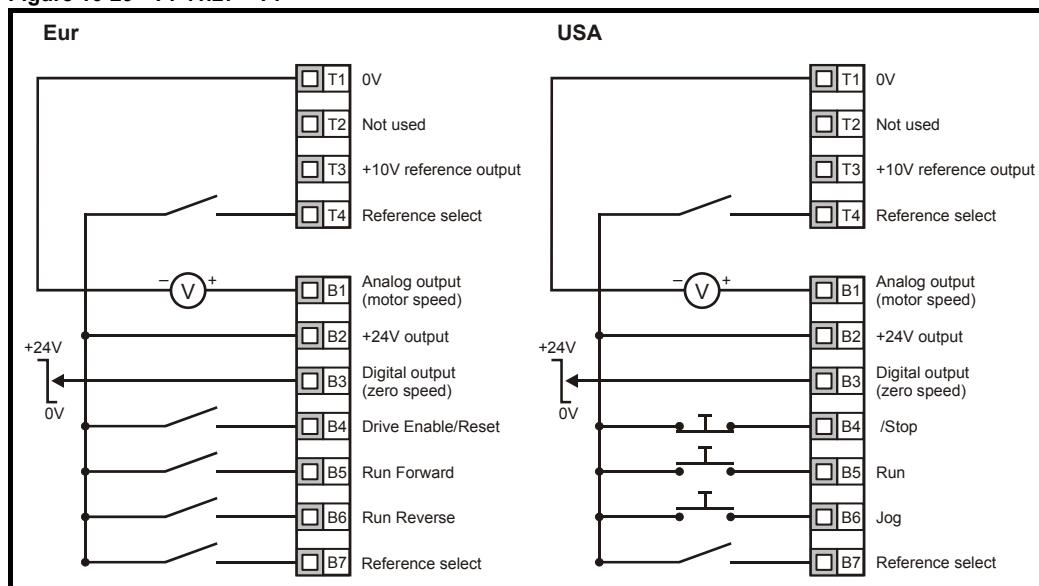 Eur
T1 0V
T2 Not used
T3 +10V reference output
T4 Reference select
– V +
B1 Analog output
(motor speed)
B2 +24V output
+24V
0V
B3 Digital output
(zero speed)
B4 Drive Enable/Reset
B5 Run Forward
B6 Run Reverse
B7 Reference select
USA
T1 0V
T2 Not used
T3 +10V reference output
T4 Reference select
– V +
B1 Analog output
(motor speed)
B2 +24V output
+24V
0V
B3 Digital output
(zero speed)
B4 /Stop
B5 Run
B6 Jog
B7 Reference select